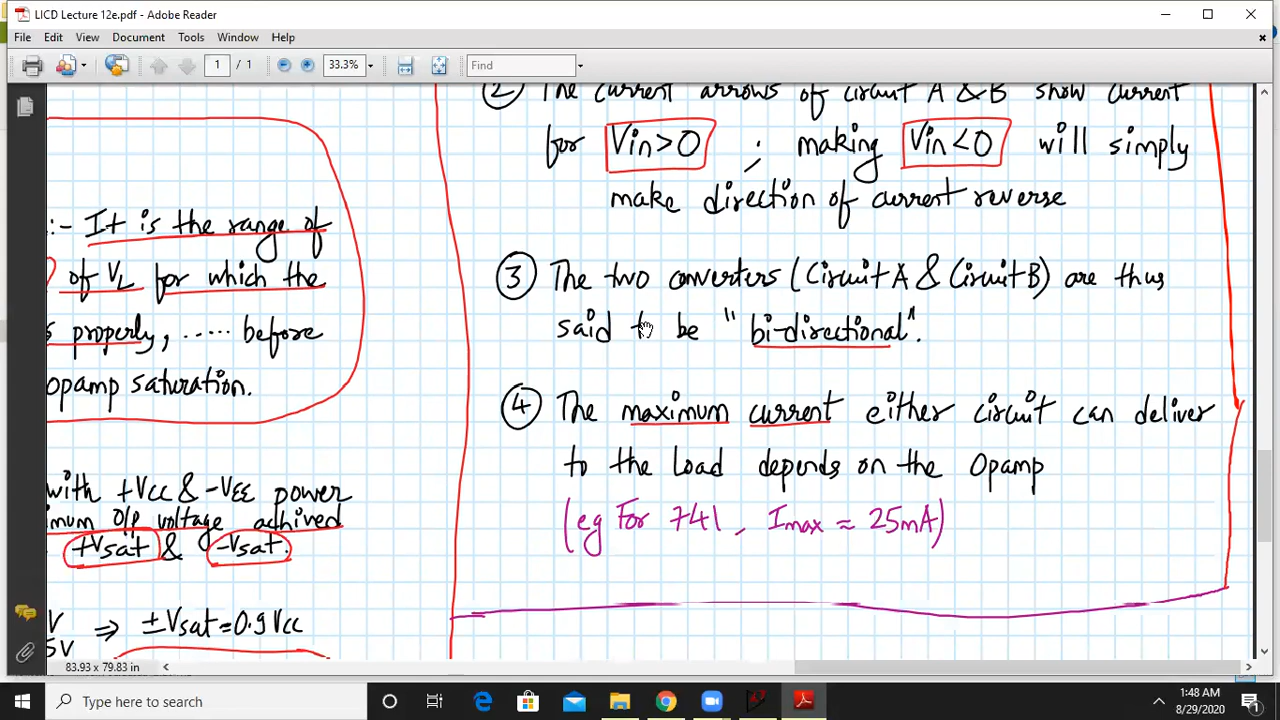 LICD Lecture 12e.pdf - Adobe Reader
File Edit View Document Tools Window Help
1 / 1 33.3% Find
:- It is the range of
of VL for which the
properly, ..... before
opamp saturation.
with +VCC & -VEE power
mum o/p voltage achived
+Vsat & -Vsat.
V ⇒ ±Vsat = 0.9 Vcc
5V
② The current arrows of circuit A & B show current
for Vin>0 ; making Vin<0 will simply
make direction of current reverse
③ The two converters (Circuit A & Circuit B) are thus
said to be "bi-directional".
④ The maximum current either circuit can deliver
to the Load depends on the Opamp
(eg For 741, Imax ≈ 25mA)
83.93 x 79.83 in
Type here to search
1:48 AM
8/29/2020